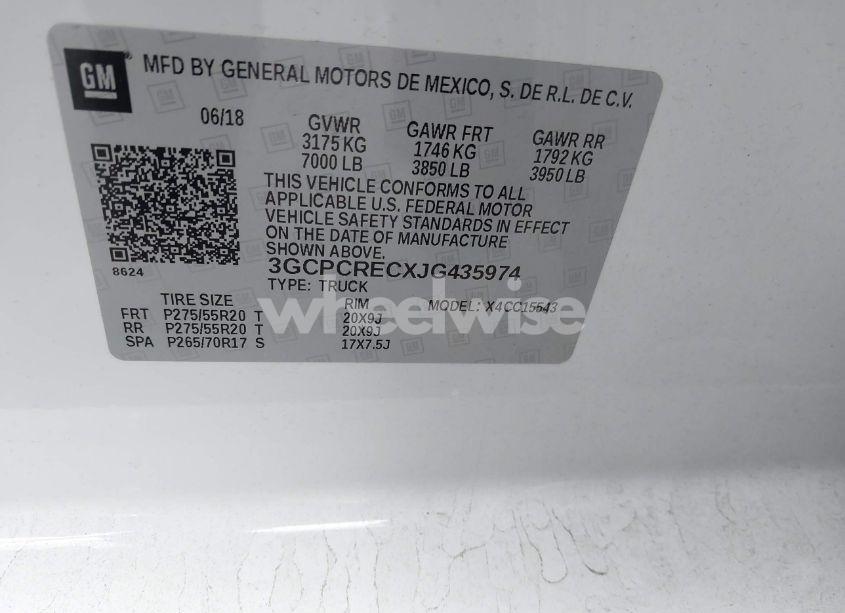 GM
MFD BY GENERAL MOTORS DE MEXICO, S. DE R.L. DE C.V.
06/18
GVWR GAWR FRT GAWR RR
3175 KG 1746 KG 1792 KG
7000 LB 3850 LB 3950 LB
THIS VEHICLE CONFORMS TO ALL
APPLICABLE U.S. FEDERAL MOTOR
VEHICLE SAFETY STANDARDS IN EFFECT
ON THE DATE OF MANUFACTURE
SHOWN ABOVE.
8624
3GCPCRECXJG435974
TYPE: TRUCK MODEL: X4CC15543
TIRE SIZE RIM
FRT P275/55R20 T 20X9J
RR P275/55R20 T 20X9J
SPA P265/70R17 S 17X7.5J
wheelwise